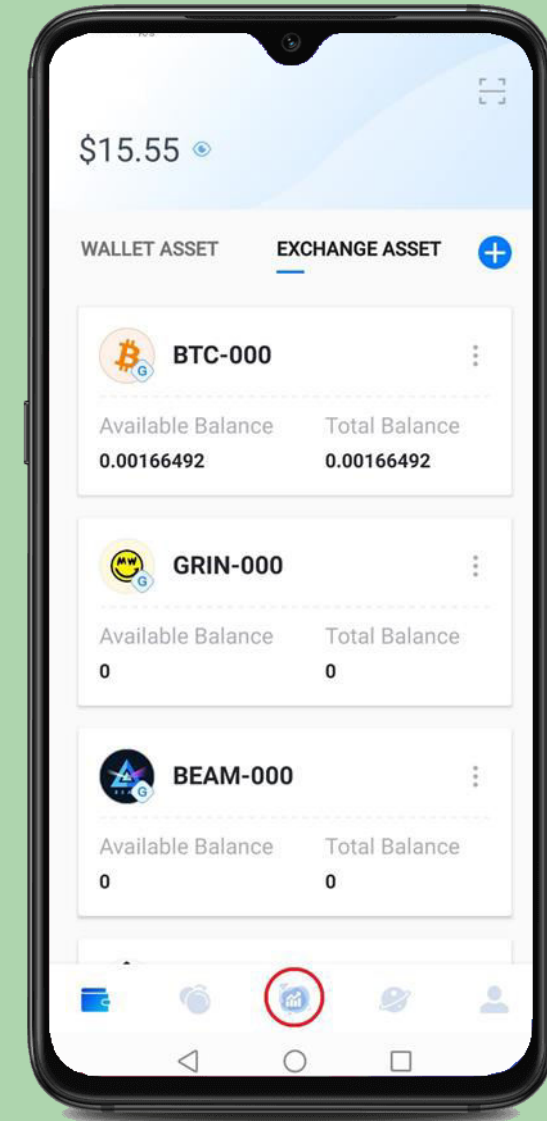 $15.55
WALLET ASSET EXCHANGE ASSET
BTC-000
Available Balance Total Balance
0.00166492 0.00166492
GRIN-000
Available Balance Total Balance
0 0
BEAM-000
Available Balance Total Balance
0 0